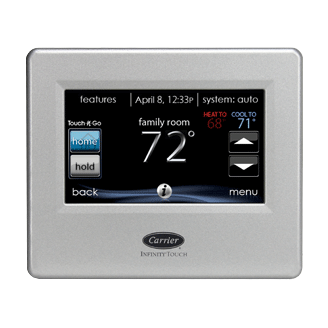 features | April 8, 12:33P | system: auto
Touch n Go
family room
HEAT TO COOL TO
68° 71°
home
72°
hold
back
i
menu
Carrier
INFINITY TOUCH